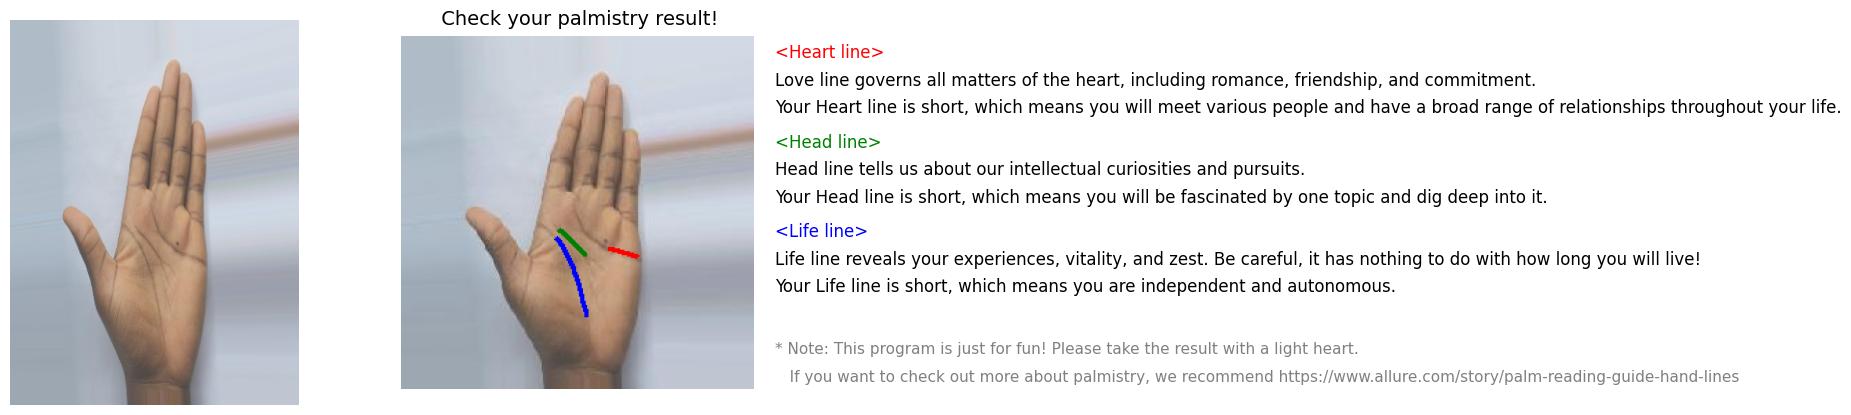 Check your palmistry result!
<Heart line>
Love line governs all matters of the heart, including romance, friendship, and commitment.
Your Heart line is short, which means you will meet various people and have a broad range of relationships throughout your life.
<Head line>
Head line tells us about our intellectual curiosities and pursuits.
Your Head line is short, which means you will be fascinated by one topic and dig deep into it.
<Life line>
Life line reveals your experiences, vitality, and zest. Be careful, it has nothing to do with how long you will live!
Your Life line is short, which means you are independent and autonomous.
* Note: This program is just for fun! Please take the result with a light heart.
If you want to check out more about palmistry, we recommend https://www.allure.com/story/palm-reading-guide-hand-lines